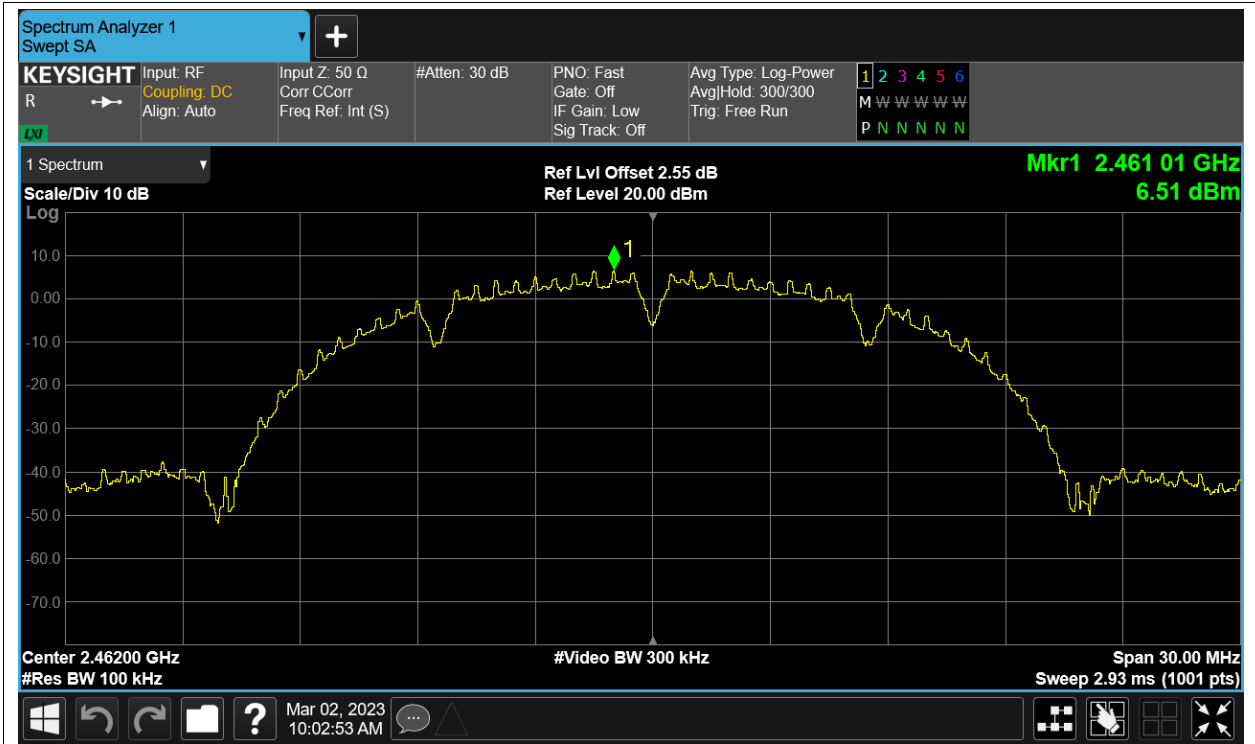 Spectrum Analyzer 1
Swept SA
KEYSIGHT
R
LXI
Input: RF
Coupling: DC
Align: Auto
Input Z: 50 Ω
Corr CCorr
Freq Ref: Int (S)
#Atten: 30 dB
PNO: Fast
Gate: Off
IF Gain: Low
Sig Track: Off
Avg Type: Log-Power
Avg|Hold: 300/300
Trig: Free Run
1 2 3 4 5 6
M W W W W W
P N N N N N
1 Spectrum
Scale/Div 10 dB
Log
Ref Lvl Offset 2.55 dB
Ref Level 20.00 dBm
Mkr1 2.461 01 GHz
6.51 dBm
1
10.0
0.00
-10.0
-20.0
-30.0
-40.0
-50.0
-60.0
-70.0
Center 2.46200 GHz
#Res BW 100 kHz
#Video BW 300 kHz
Span 30.00 MHz
Sweep 2.93 ms (1001 pts)
?
Mar 02, 2023
10:02:53 AM